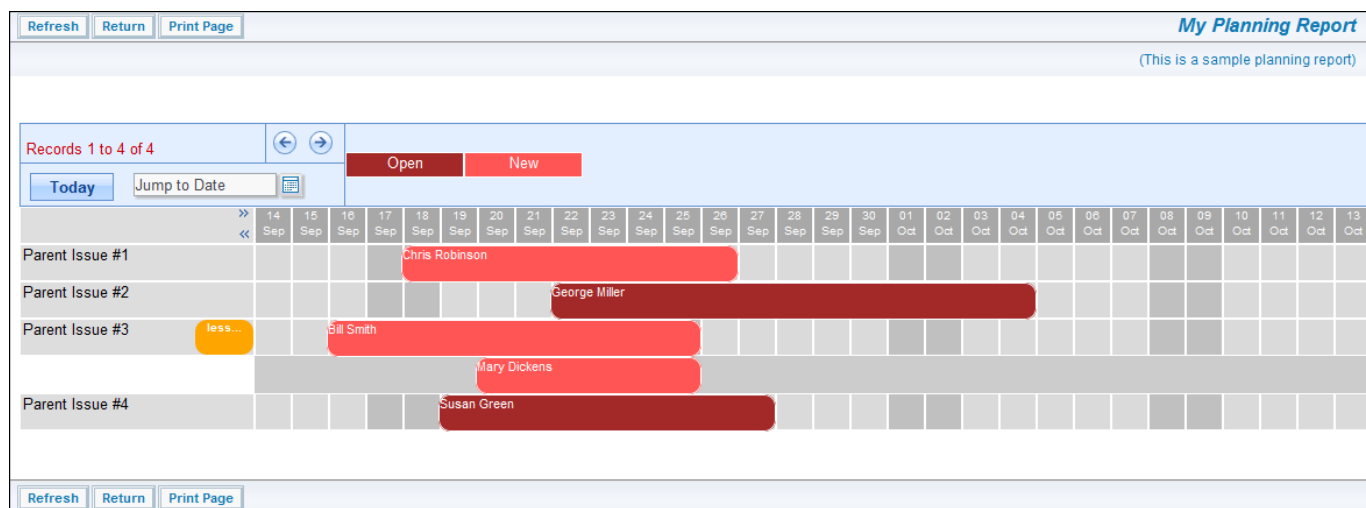 Refresh Return Print Page My Planning Report
(This is a sample planning report)
Records 1 to 4 of 4
Open New
Today Jump to Date
» 14 15 16 17 18 19 20 21 22 23 24 25 26 27 28 29 30 01 02 03 04 05 06 07 08 09 10 11 12 13
« Sep Sep Sep Sep Sep Sep Sep Sep Sep Sep Sep Sep Sep Sep Sep Sep Sep Oct Oct Oct Oct Oct Oct Oct Oct Oct Oct Oct Oct Oct
Parent Issue #1 Chris Robinson
Parent Issue #2 George Miller
Parent Issue #3 less... Bill Smith
Mary Dickens
Parent Issue #4 Susan Green
Refresh Return Print Page